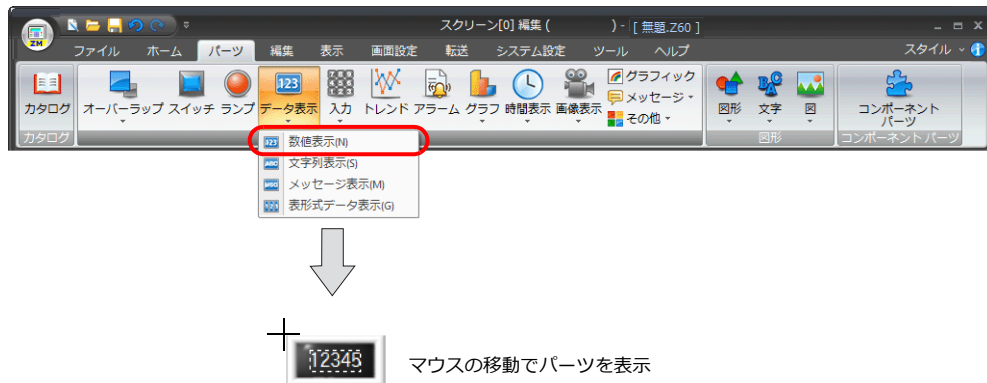 スクリーン[0] 編集 ( ) - [ 無題.Z60 ]
ZM
ファイル ホーム パーツ 編集 表示 画面設定 転送 システム設定 ツール ヘルプ スタイル
カタログ オーバーラップ スイッチ ランプ 123 データ表示 入力 トレンド アラーム グラフ 時間表示 画像表示 グラフィック
メッセージ
その他
図形 文字 図 コンポーネント
パーツ
カタログ 図形 コンポーネント パーツ
123 数値表示(N)
ABC 文字列表示(S)
MSG メッセージ表示(M)
表形式データ表示(G)
12345 マウスの移動でパーツを表示